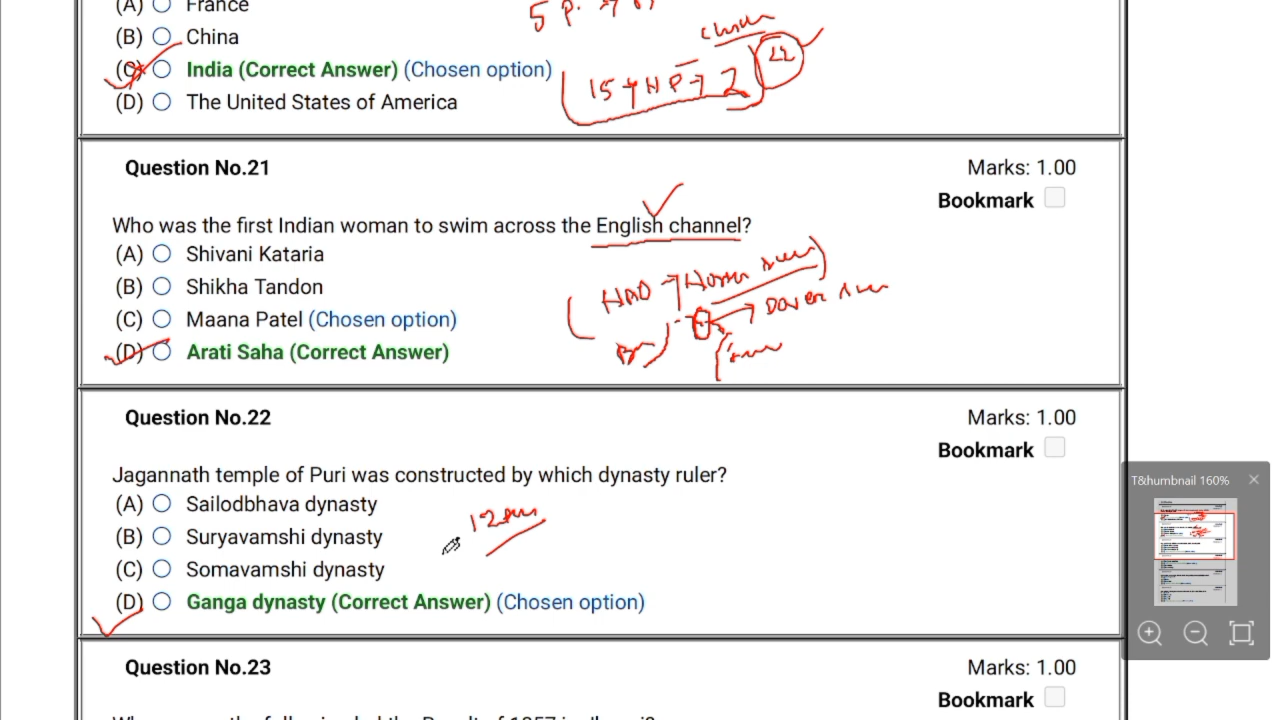 (A) France
(B) China
(C) India (Correct Answer) (Chosen option)
(D) The United States of America
5 P.
15 → H P → 2
22
Question No.21
Marks: 1.00
Bookmark
Who was the first Indian woman to swim across the English channel?
(A) Shivani Kataria
(B) Shikha Tandon
(C) Maana Patel (Chosen option)
(D) Arati Saha (Correct Answer)
Question No.22
Marks: 1.00
Bookmark
Jagannath temple of Puri was constructed by which dynasty ruler?
(A) Sailodbhava dynasty
(B) Suryavamshi dynasty
(C) Somavamshi dynasty
(D) Ganga dynasty (Correct Answer) (Chosen option)
T&humbnail 160%
Question No.23
Marks: 1.00
Bookmark